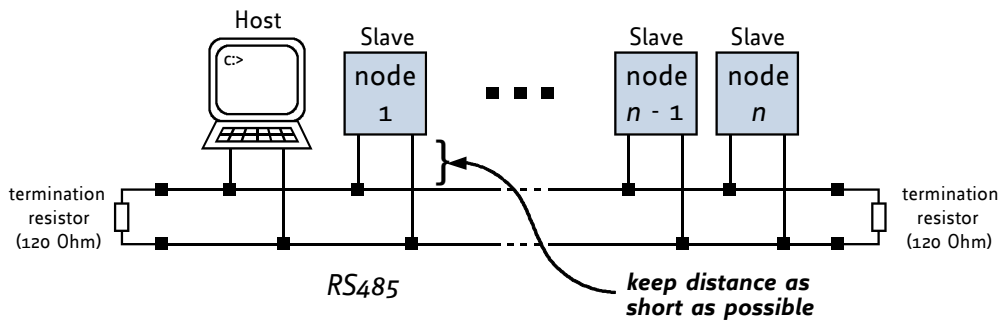 Host
c:>
Slave
node
1
Slave
node
n - 1
Slave
node
n
termination
resistor
(120 Ohm)
termination
resistor
(120 Ohm)
RS485
keep distance as
short as possible